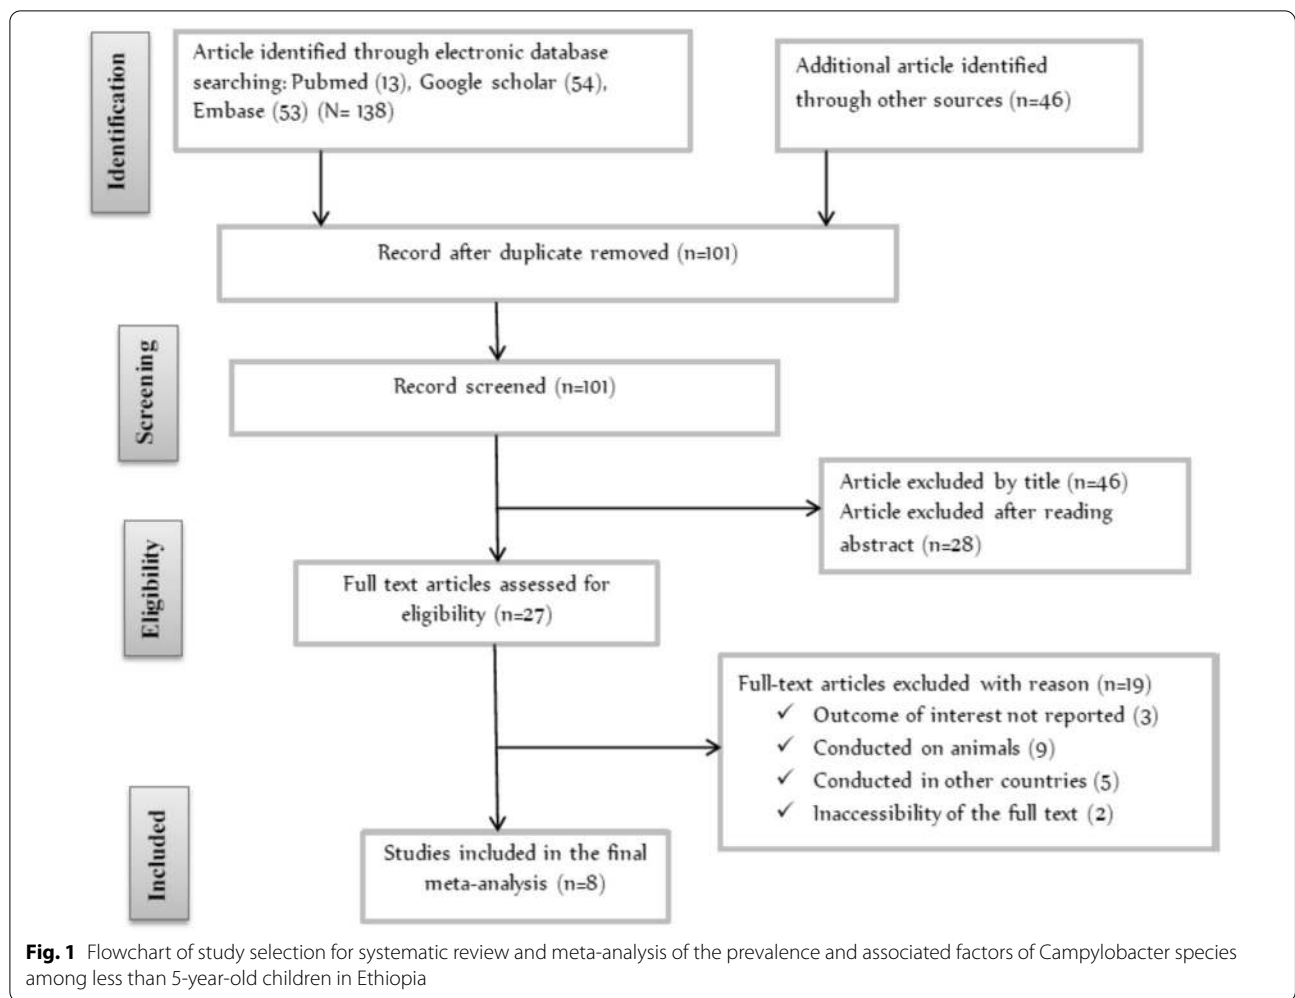 Identification
Article identified through electronic database
searching: Pubmed (13), Google scholar (54),
Embase (53) (N= 138)
Additional article identified
through other sources (n=46)
Record after duplicate removed (n=101)
Screening
Record screened (n=101)
Article excluded by title (n=46)
Article excluded after reading
abstract (n=28)
Eligibility
Full text articles assessed for
eligibility (n=27)
Full-text articles excluded with reason (n=19)
✓ Outcome of interest not reported (3)
✓ Conducted on animals (9)
✓ Conducted in other countries (5)
✓ Inaccessibility of the full text (2)
Included
Studies included in the final
meta-analysis (n=8)
Fig. 1 Flowchart of study selection for systematic review and meta-analysis of the prevalence and associated factors of Campylobacter species
among less than 5-year-old children in Ethiopia